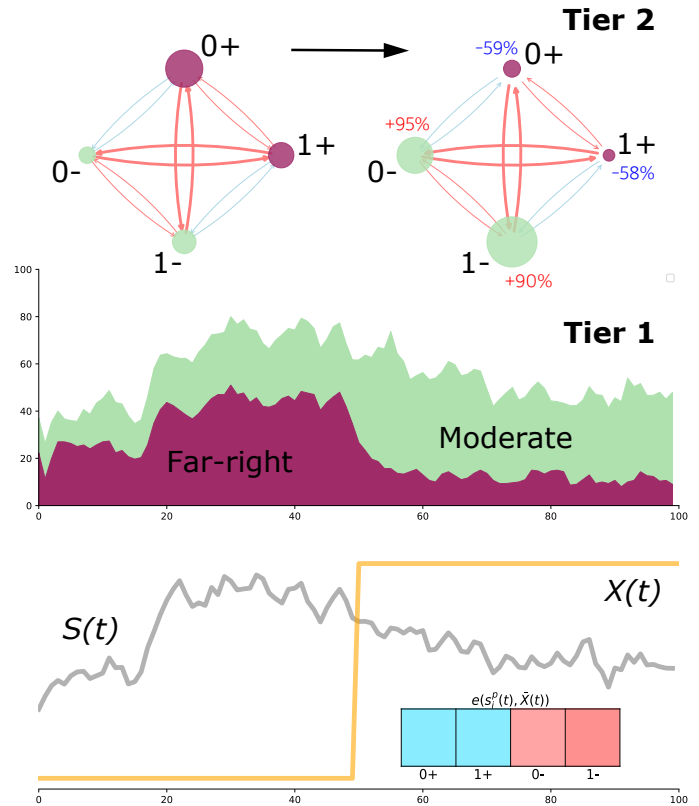 Tier 2
0+
0+
-59%
+95%
1+
1+
0-
0-
-58%
1-
1-
+90%
100
80
60
40
20
0
Tier 1
Moderate
Far-right
0 20 40 60 80 100
X(t)
S(t)
e(s_i^p(t), X̄(t))
0+ 1+ 0- 1-
0 20 40 60 80 100